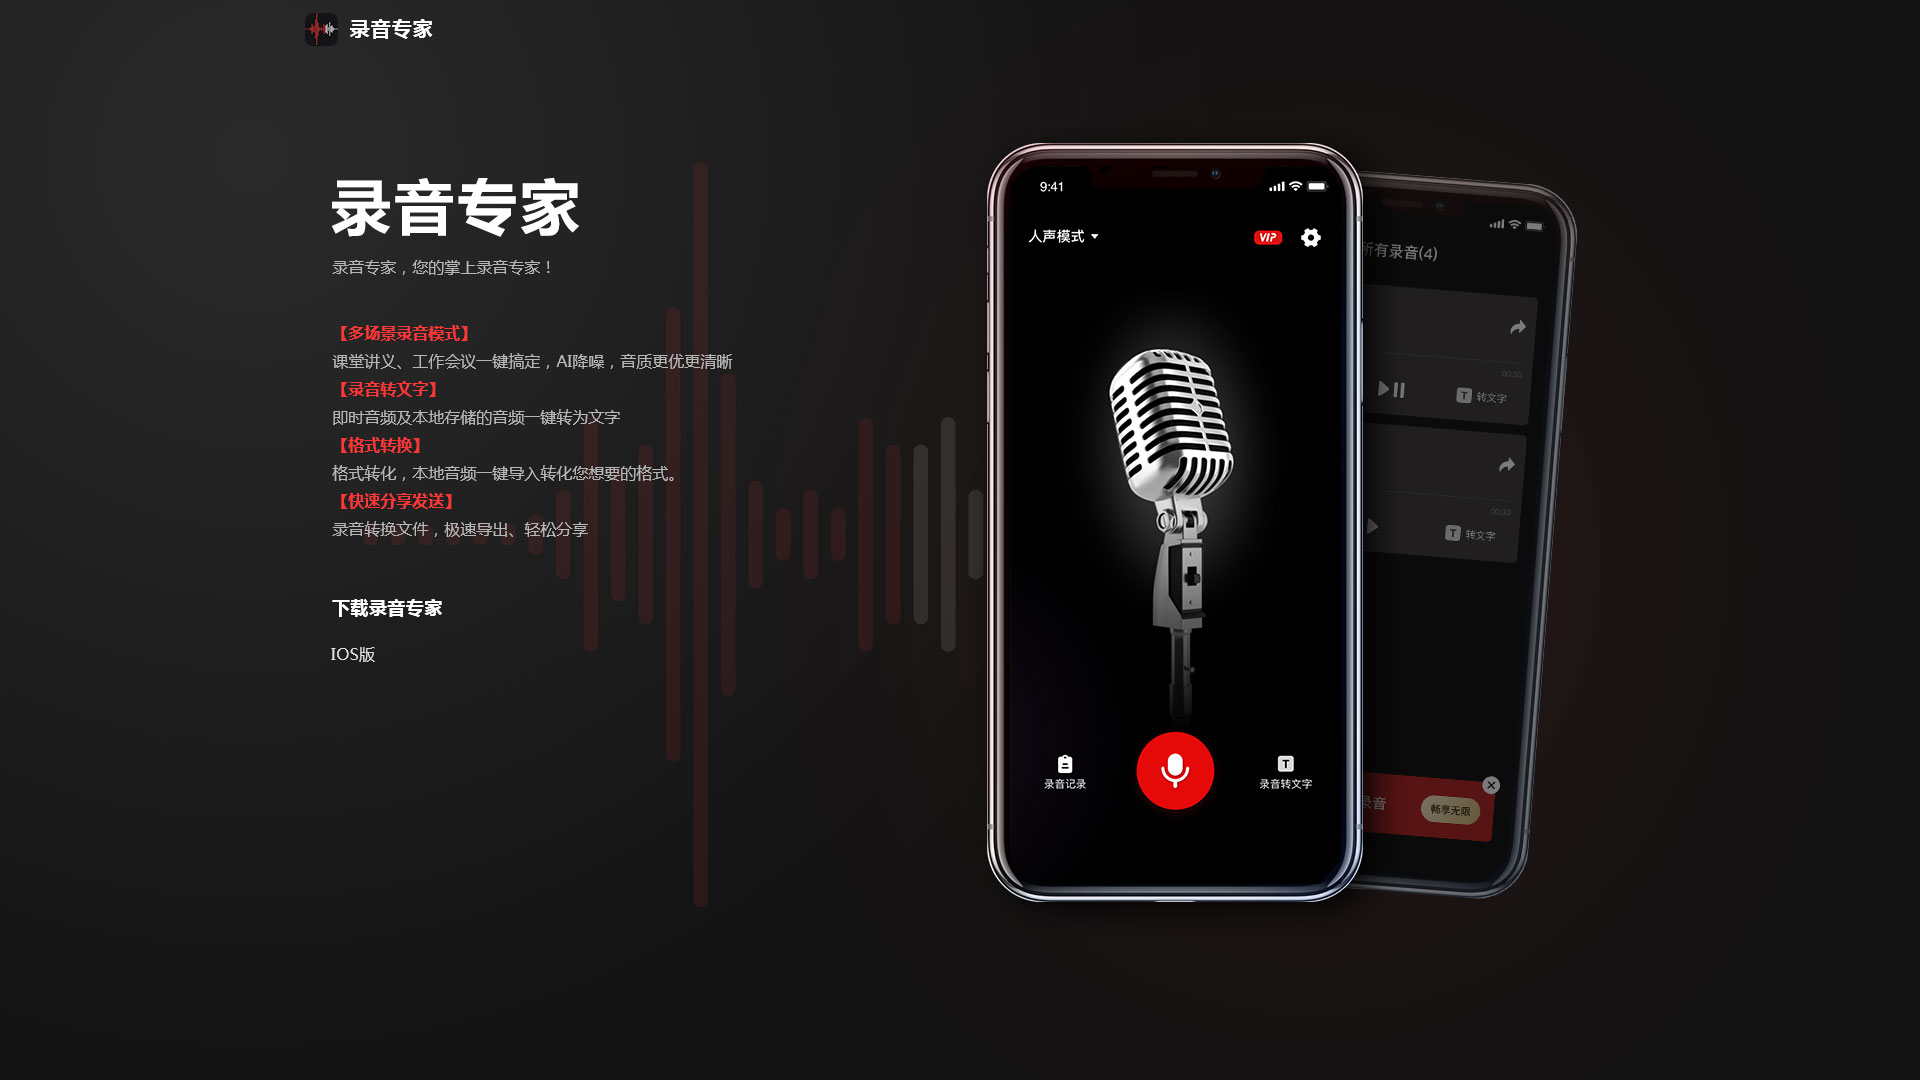 录音专家
录音专家
录音专家，您的掌上录音专家！
【多场景录音模式】
课堂讲义、工作会议一键搞定，AI降噪，音质更优更清晰
【录音转文字】
即时音频及本地存储的音频一键转为文字
【格式转换】
格式转化，本地音频一键导入转化您想要的格式。
【快速分享发送】
录音转换文件，极速导出、轻松分享
下载录音专家
IOS版
9:41
人声模式
VIP
录音记录
录音转文字
所有录音(4)
00:30
T 转文字
00:30
T 转文字
录音
畅享无限